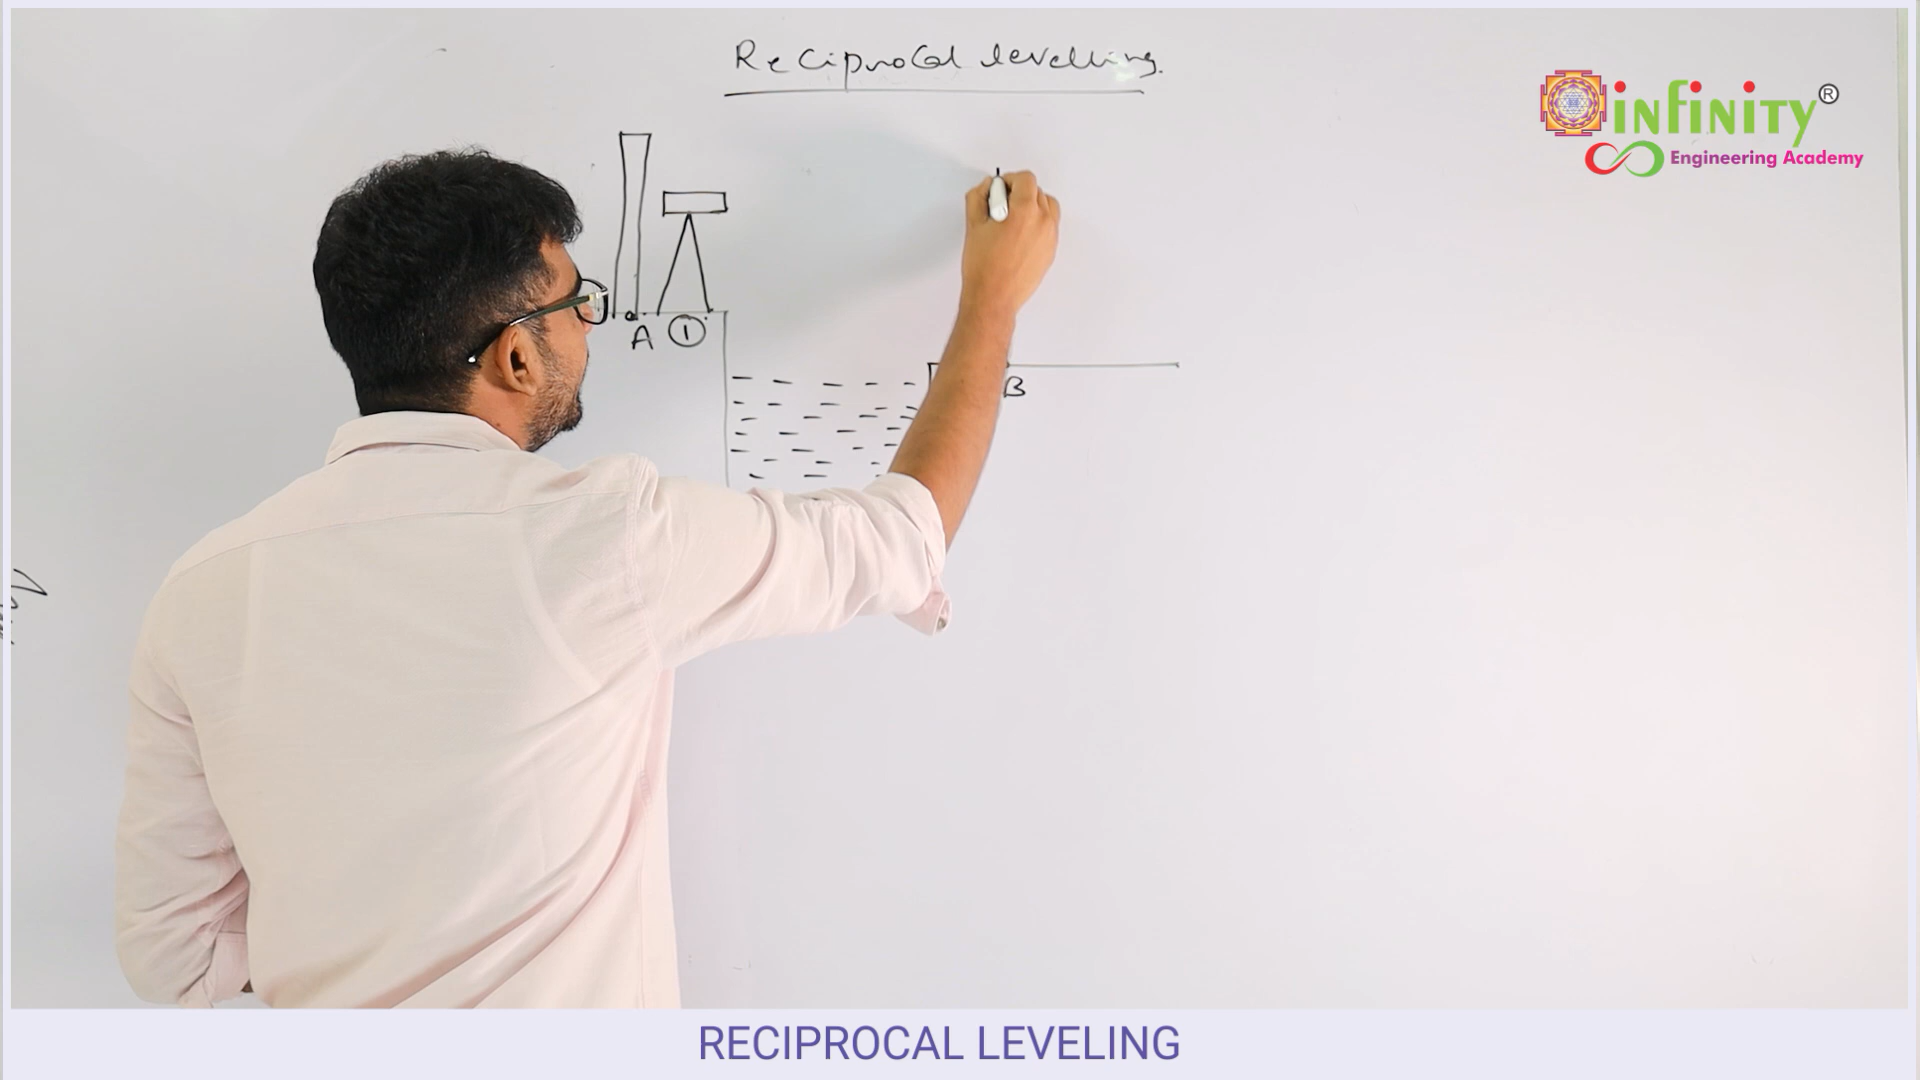 Reciprocal levelling.
infinity ®
Engineering Academy
A ①
B
RECIPROCAL LEVELING